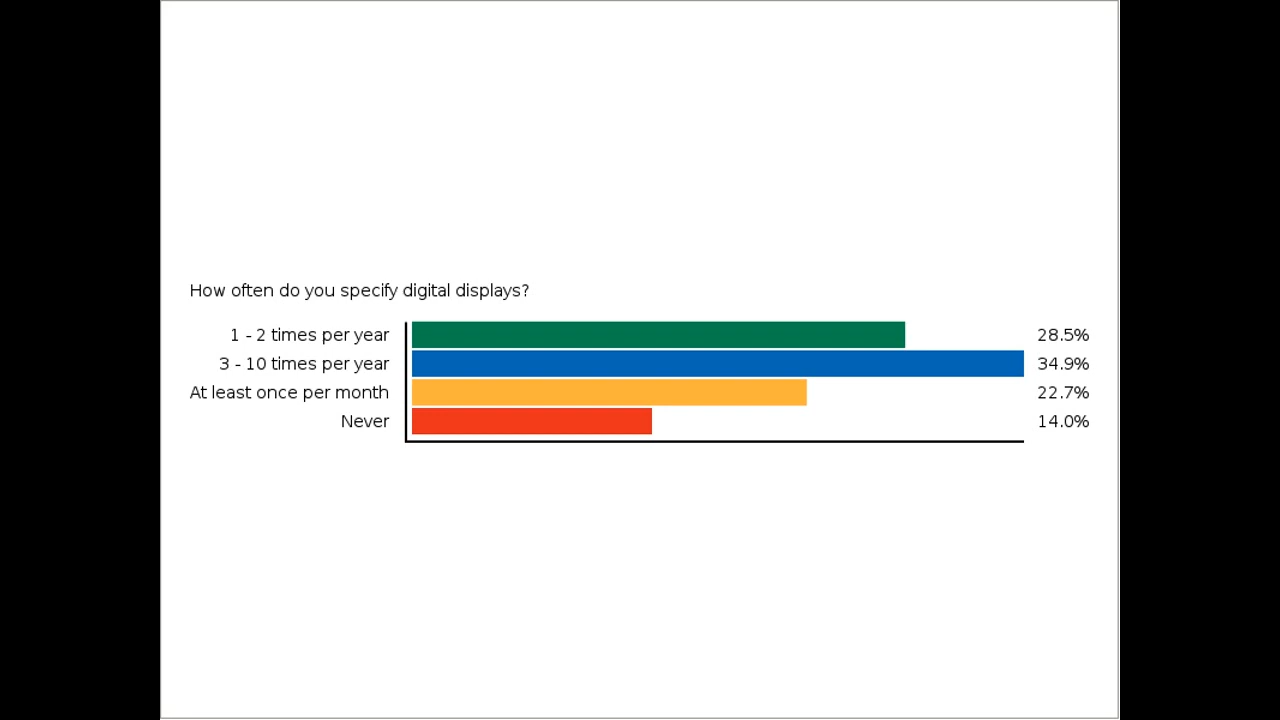 How often do you specify digital displays?
1 - 2 times per year 28.5%
3 - 10 times per year 34.9%
At least once per month 22.7%
Never 14.0%